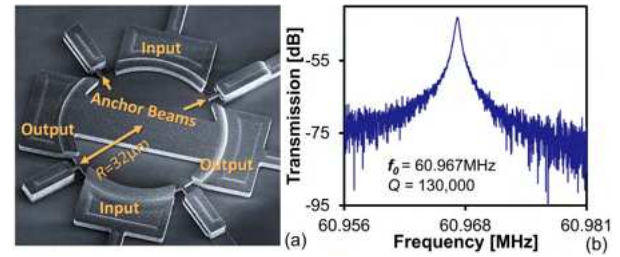 Input
Anchor Beams
Output
R=32μm
Output
Input
(a)
Transmission [dB]
-55
-75
-95
f₀ = 60.967MHz
Q = 130,000
60.956
60.968
60.981
Frequency [MHz]
(b)